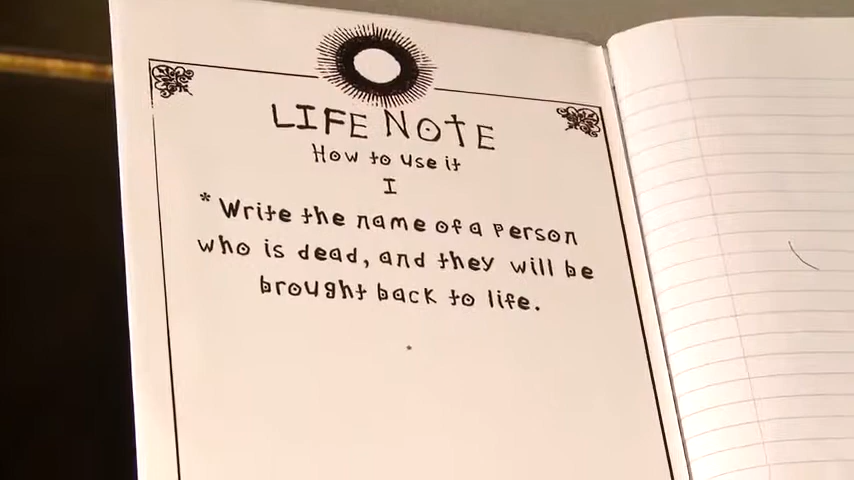 LIFE NOTE
How to use it
I
*Write the name of a person
who is dead, and they will be
brought back to life.